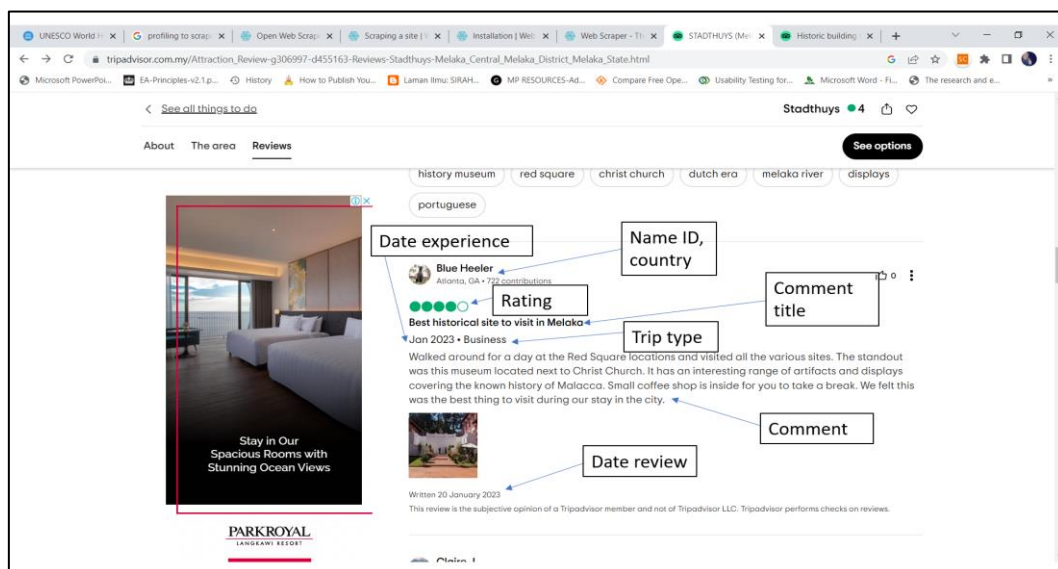 UNESCO World H
profiling to scrap
Open Web Scrap
Scraping a site | W
Installation | Web
Web Scraper - Th
STADTHUYS (Mel
Historic building
tripadvisor.com.my/Attraction_Review-g306997-d455163-Reviews-Stadthuys-Melaka_Central_Melaka_District_Melaka_State.html
Microsoft PowerPoi...
EA-Principles-v2.1.p...
History
How to Publish You...
Laman Ilmu: SIRAH...
MP RESOURCES-Ad...
Compare Free Ope...
Usability Testing for...
Microsoft Word - Fi...
The research and e...
See all things to do
Stadthuys 4
About The area Reviews
See options
history museum red square christ church dutch era melaka river displays
portuguese
Date experience
Name ID,
country
Blue Heeler
Atlanta, GA • 722 contributions
0
Rating
Comment
title
Best historical site to visit in Melaka
Jan 2023 • Business
Trip type
Walked around for a day at the Red Square locations and visited all the various sites. The standout
was this museum located next to Christ Church. It has an interesting range of artifacts and displays
covering the known history of Malacca. Small coffee shop is inside for you to take a break. We felt this
was the best thing to visit during our stay in the city.
Comment
Date review
Written 20 January 2023
This review is the subjective opinion of a Tripadvisor member and not of Tripadvisor LLC. Tripadvisor performs checks on reviews.
Stay in Our
Spacious Rooms with
Stunning Ocean Views
PARKROYAL
LANGKAWI RESORT